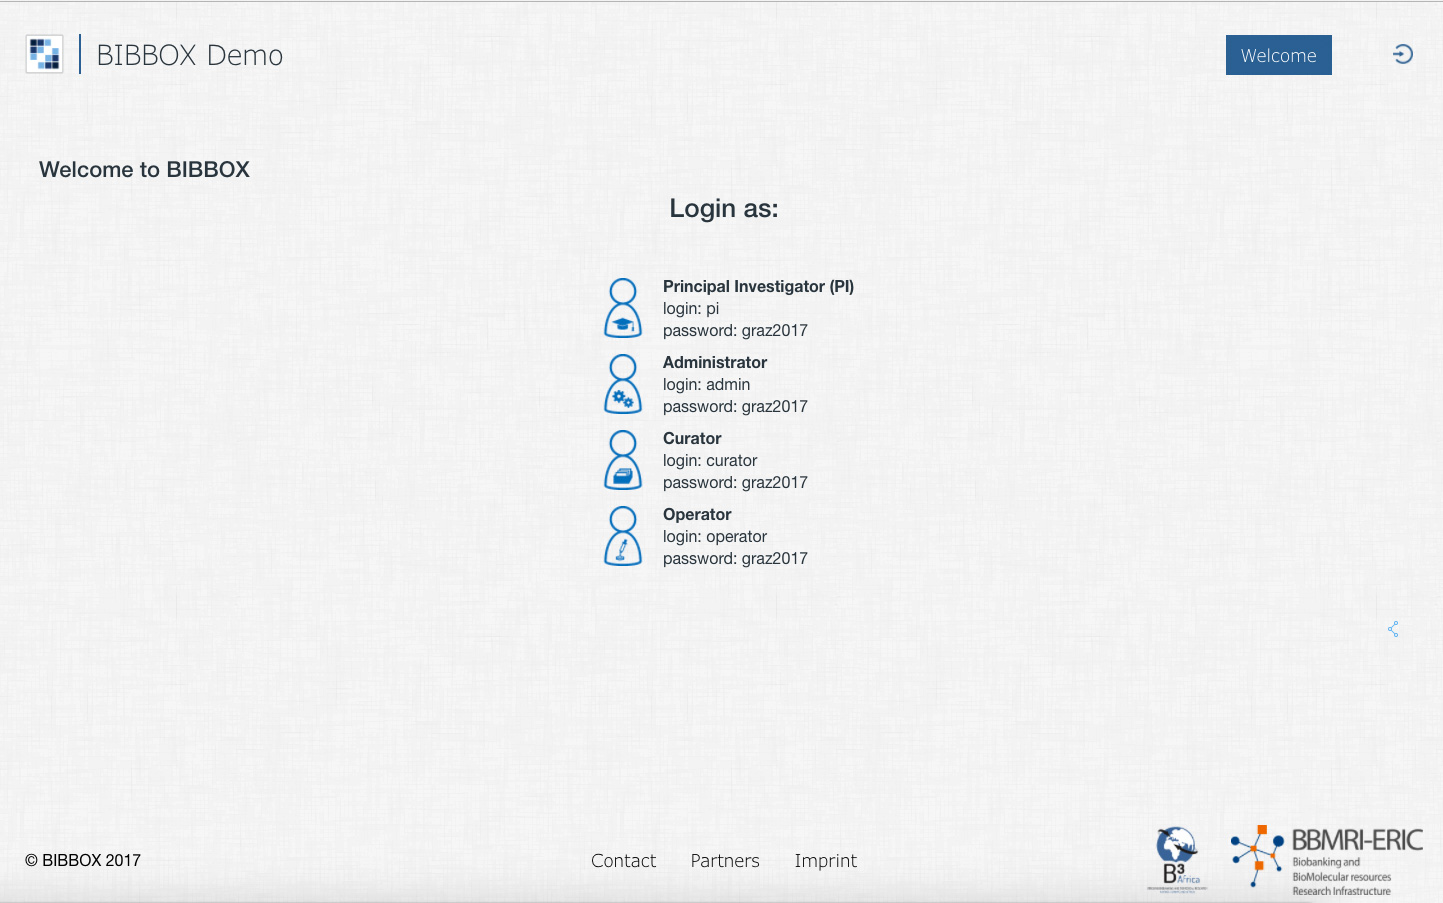 BIBBOX Demo
Welcome
Welcome to BIBBOX
Login as:
Principal Investigator (PI)
login: pi
password: graz2017
Administrator
login: admin
password: graz2017
Curator
login: curator
password: graz2017
Operator
login: operator
password: graz2017
© BIBBOX 2017
Contact
Partners
Imprint
B3 Africa
BBMRI-ERIC
Biobanking and
BioMolecular resources
Research Infrastructure